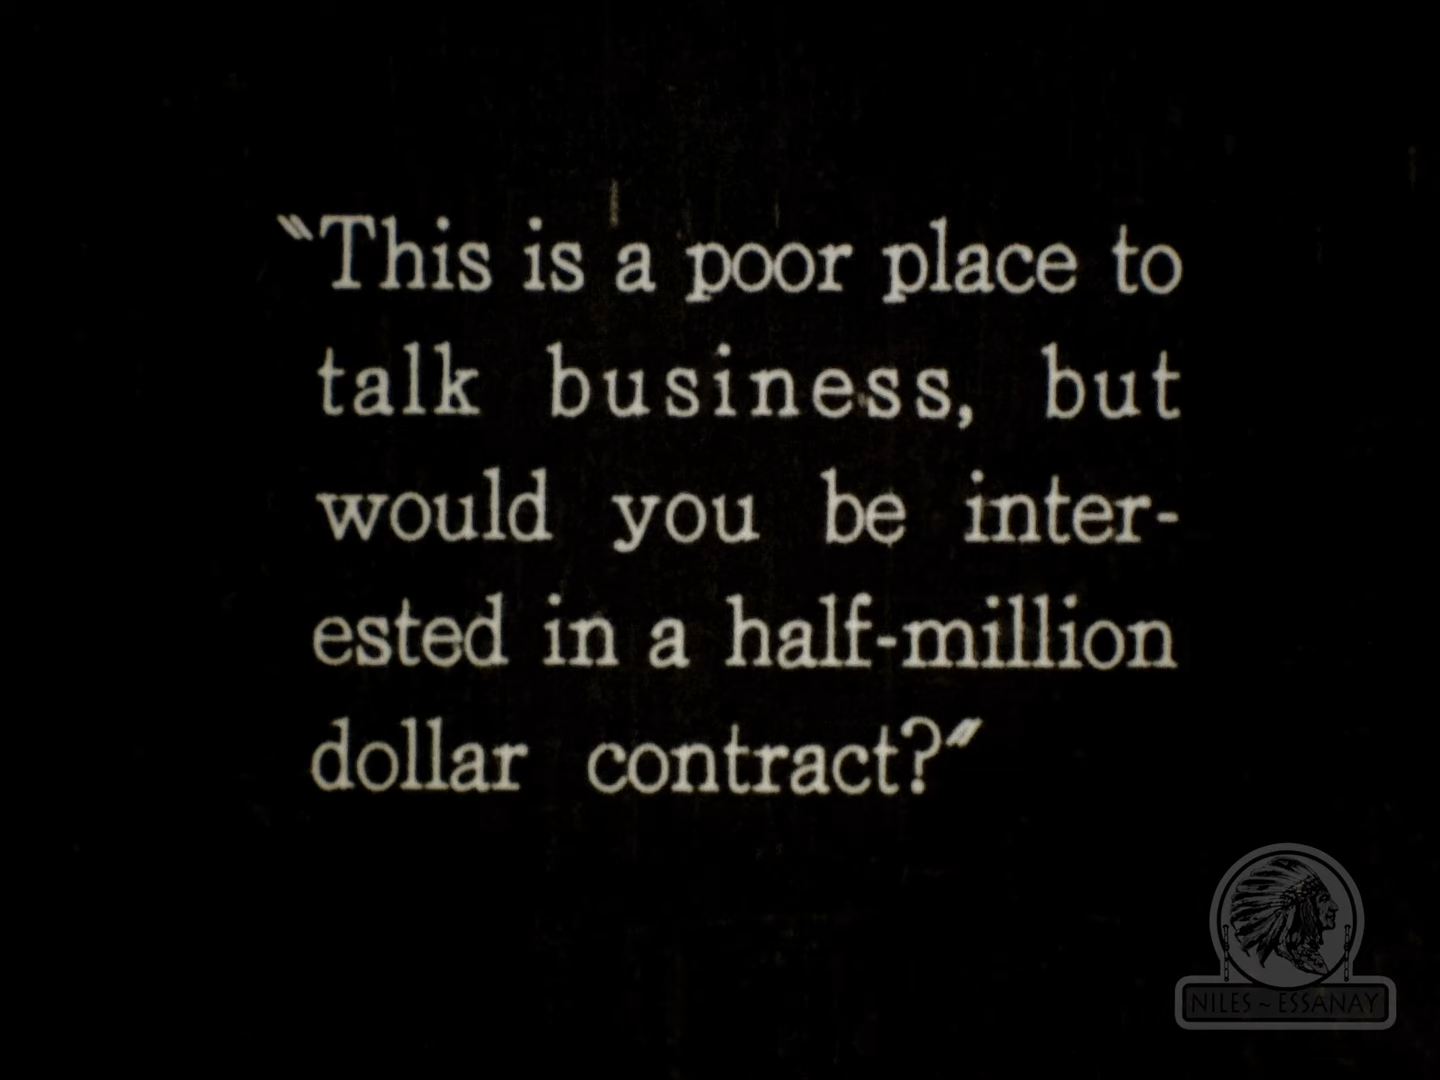 "This is a poor place to
talk business, but
would you be inter-
ested in a half-million
dollar contract?"
NILES ~ ESSANAY